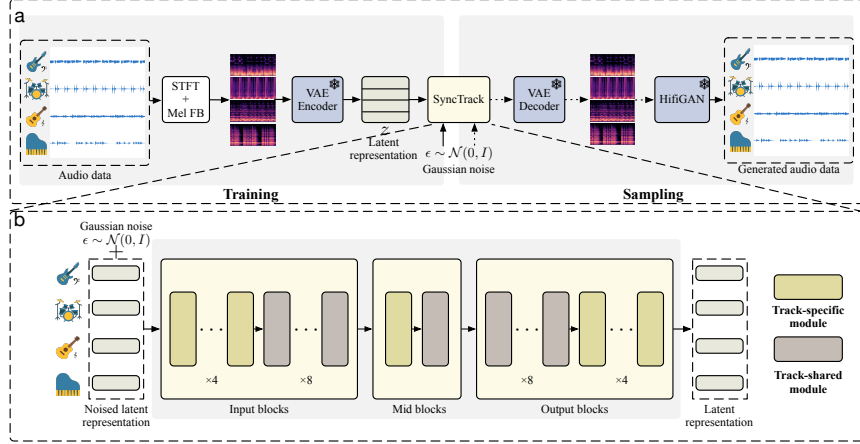 a
STFT
+
Mel FB
VAE
Encoder
SyncTrack
VAE
Decoder
HifiGAN
z
Latent
representation
ϵ ∼ 𝒩(0, I)
Gaussian
noise
Audio data
Generated audio data
Training
Sampling
b
Gaussian noise
ϵ ∼ 𝒩(0, I)
+
Track-specific
module
Track-shared
module
×4
×8
×8
×4
Noised latent
representation
Input blocks
Mid blocks
Output blocks
Latent
representation